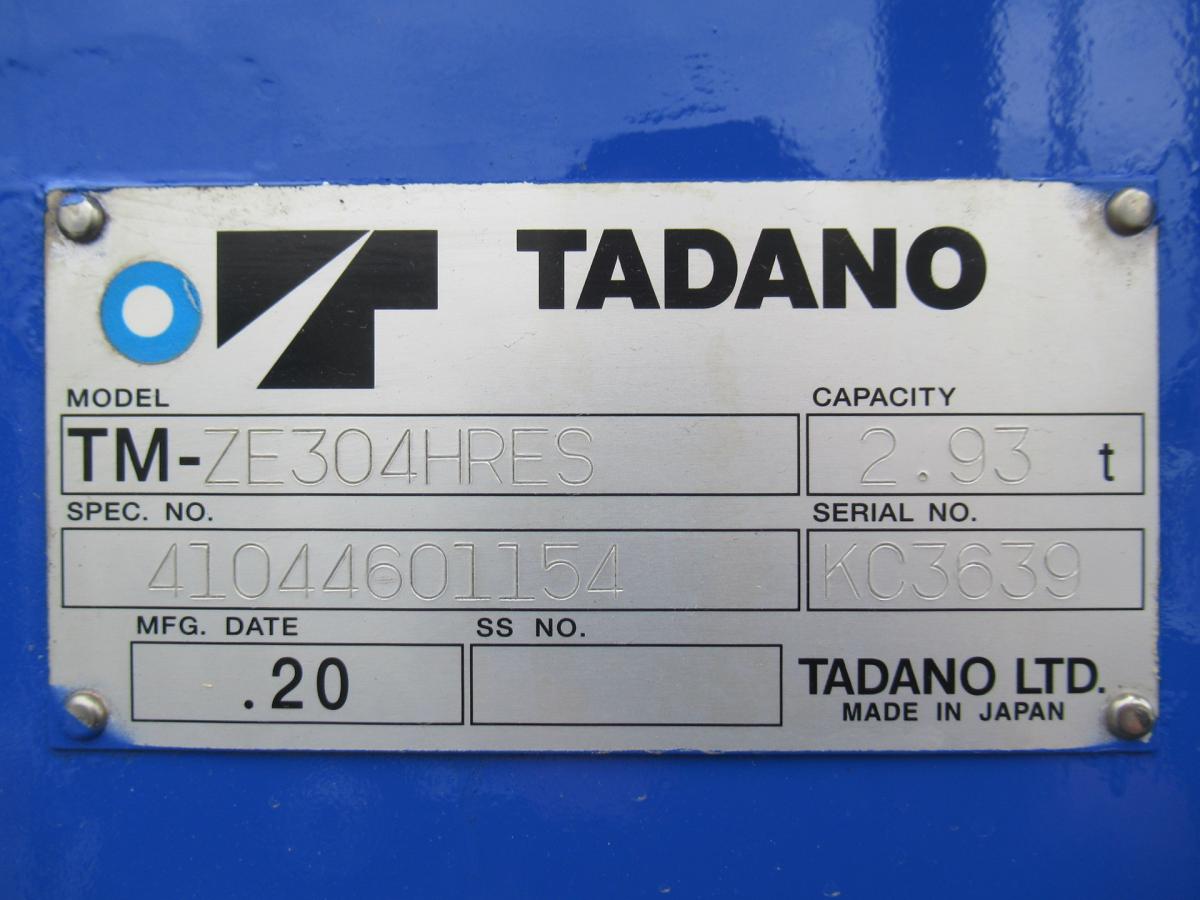 TADANO
MODEL CAPACITY
TM-ZE304HRES 2.93 t
SPEC. NO. SERIAL NO.
41044601154 KC3639
MFG. DATE SS NO.
.20
TADANO LTD.
MADE IN JAPAN